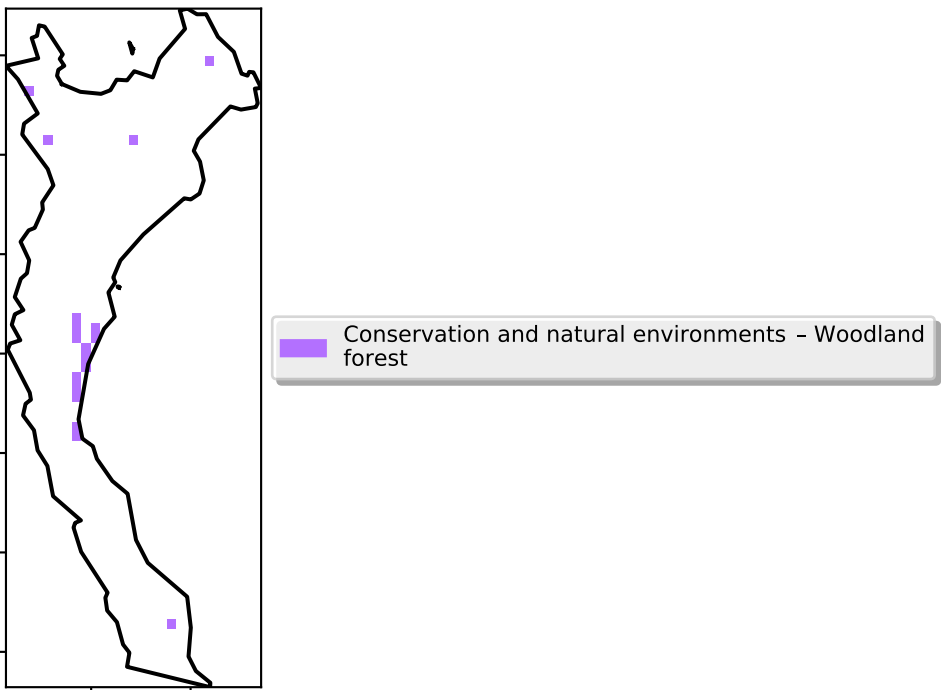 Conservation and natural environments – Woodland
forest